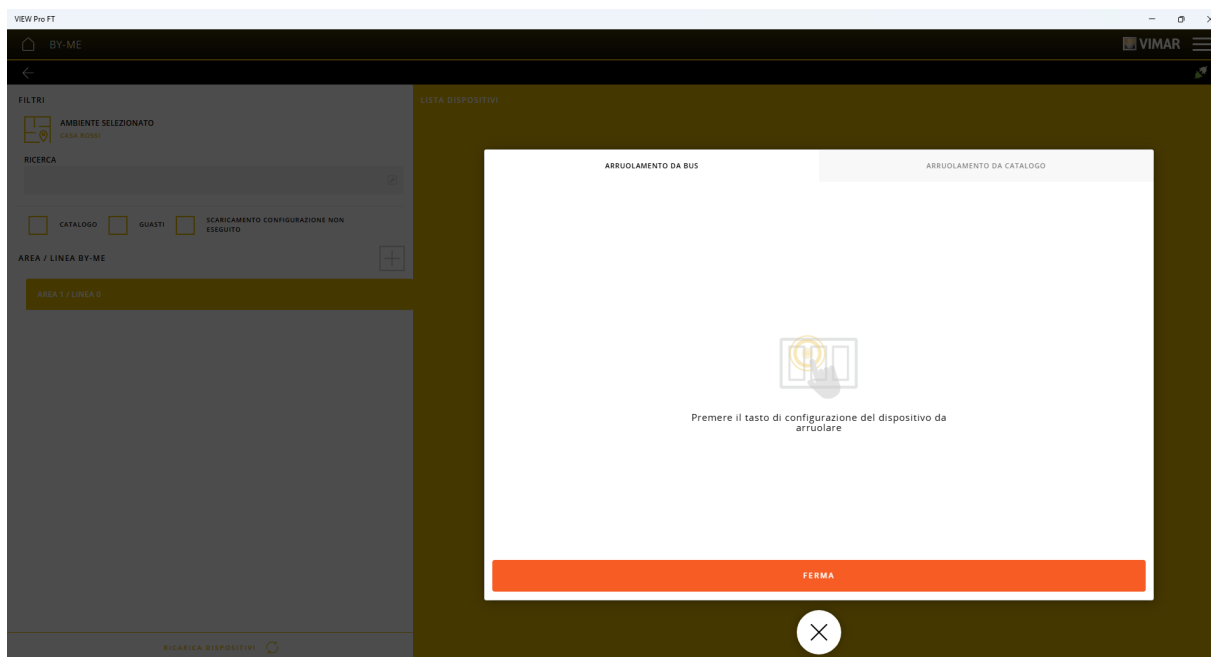 VIEW Pro FT
BY-ME
VIMAR
FILTRI
LISTA DISPOSITIVI
AMBIENTE SELEZIONATO
CASA ROSSI
RICERCA
ARRUOLAMENTO DA BUS
ARRUOLAMENTO DA CATALOGO
CATALOGO
GUASTI
SCARICAMENTO CONFIGURAZIONE NON
ESEGUITO
AREA / LINEA BY-ME
AREA 1 / LINEA 0
Premere il tasto di configurazione del dispositivo da
arruolare
FERMA
RICARICA DISPOSITIVI